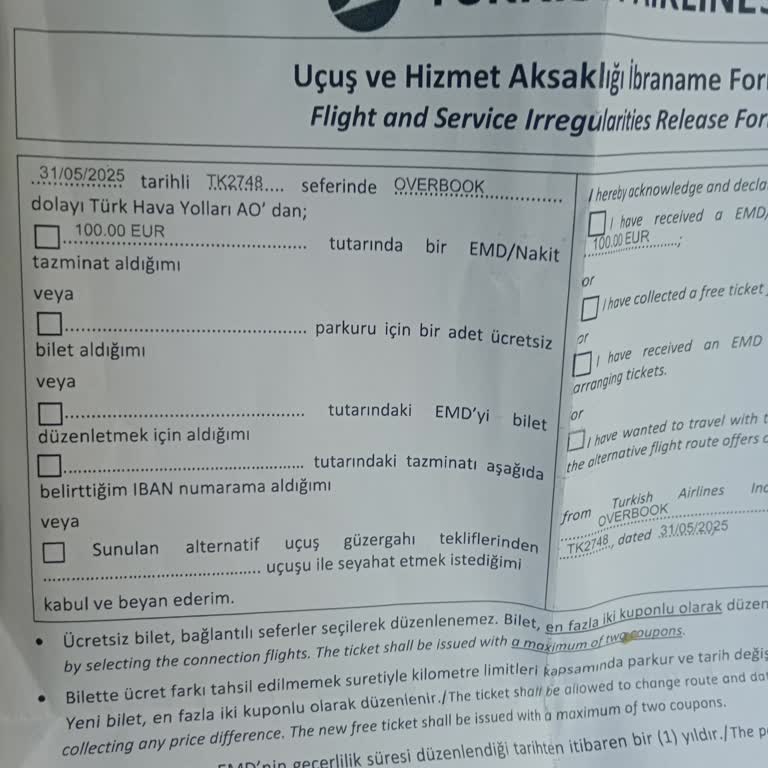 Uçuş ve Hizmet Aksaklığı İbraname
Flight and Service Irregularities Release
31/05/2025 tarihli TK2748.... seferinde OVERBOOK
dolayı Türk Hava Yolları AO' dan;
100.00 EUR tutarında bir EMD/Nakit
tazminat aldığımı
veya
parkuru için bir adet ücretsiz
bilet aldığımı
veya
tutarındaki EMD'yi bilet
düzenletmek için aldığımı
tutarındaki tazminatı aşağıda
belirttiğim IBAN numarama aldığımı
veya
Sunulan alternatif uçuş güzergahı tekliflerinden
uçuşu ile seyahat etmek istediğimi
kabul ve beyan ederim.
I hereby acknowledge and
I have received a EMD/
100.00 EUR ;
or
I have collected a free ticket
or
I have received an EMD
arranging tickets.
or
I have wanted to travel with
the alternative flight route offers
from Turkish Airlines
OVERBOOK
TK2748, dated 31/05/2025
• Ücretsiz bilet, bağlantılı seferler seçilerek düzenlenemez. Bilet, en fazla iki kuponlu olarak
by selecting the connection flights. The ticket shall be issued with a maximum of two coupons.
• Bilette ücret farkı tahsil edilmemek suretiyle kilometre limitleri kapsamında parkur ve tarih
Yeni bilet, en fazla iki kuponlu olarak düzenlenir./The ticket shall be allowed to change route and
collecting any price difference. The new free ticket shall be issued with a maximum of two coupons.
EMD'nin geçerlilik süresi düzenlendiği tarihten itibaren bir (1) yıldır./The